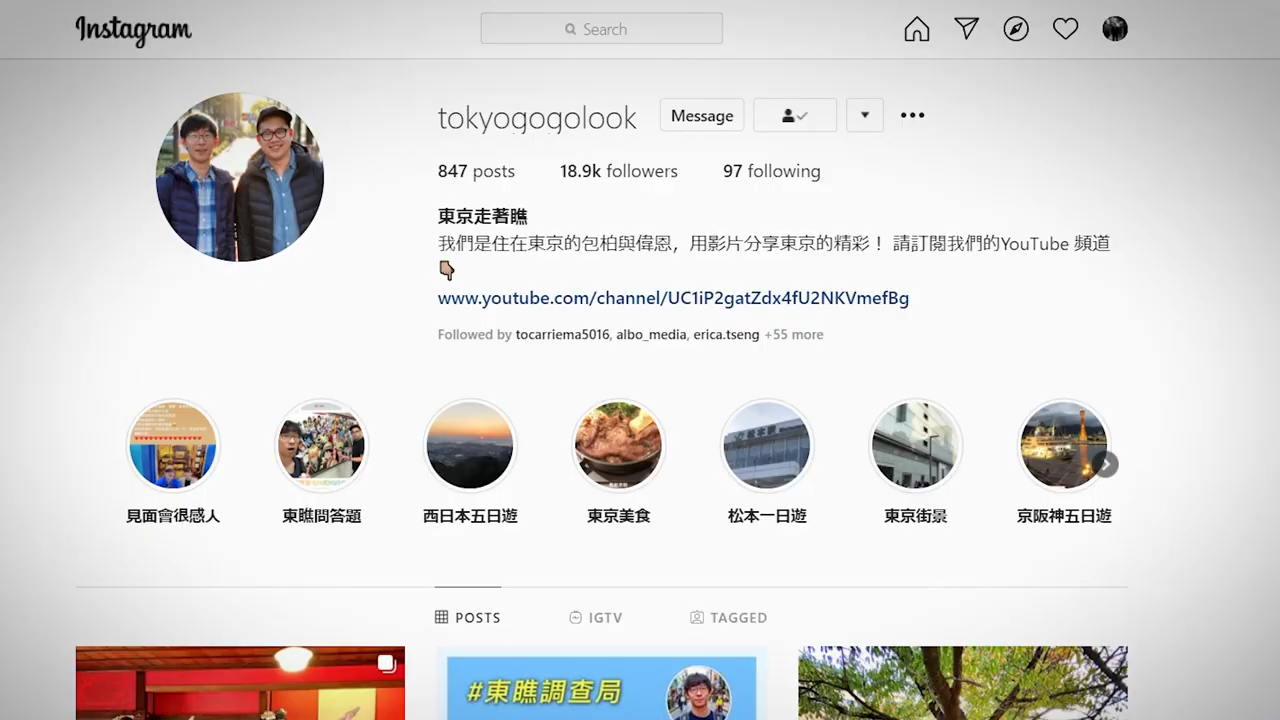 Instagram
Search
tokyogogolook
Message
847 posts 18.9k followers 97 following
東京走著瞧
我們是住在東京的包柏與偉恩，用影片分享東京的精彩！ 請訂閱我們的YouTube 頻道
👇🏽
www.youtube.com/channel/UC1iP2gatZdx4fU2NKVmefBg
Followed by tocarriema5016, albo_media, erica.tseng +55 more
見面會很感人 東瞧問答題 西日本五日遊 東京美食 松本一日遊 東京街景 京阪神五日遊
POSTS IGTV TAGGED
#東瞧調查局